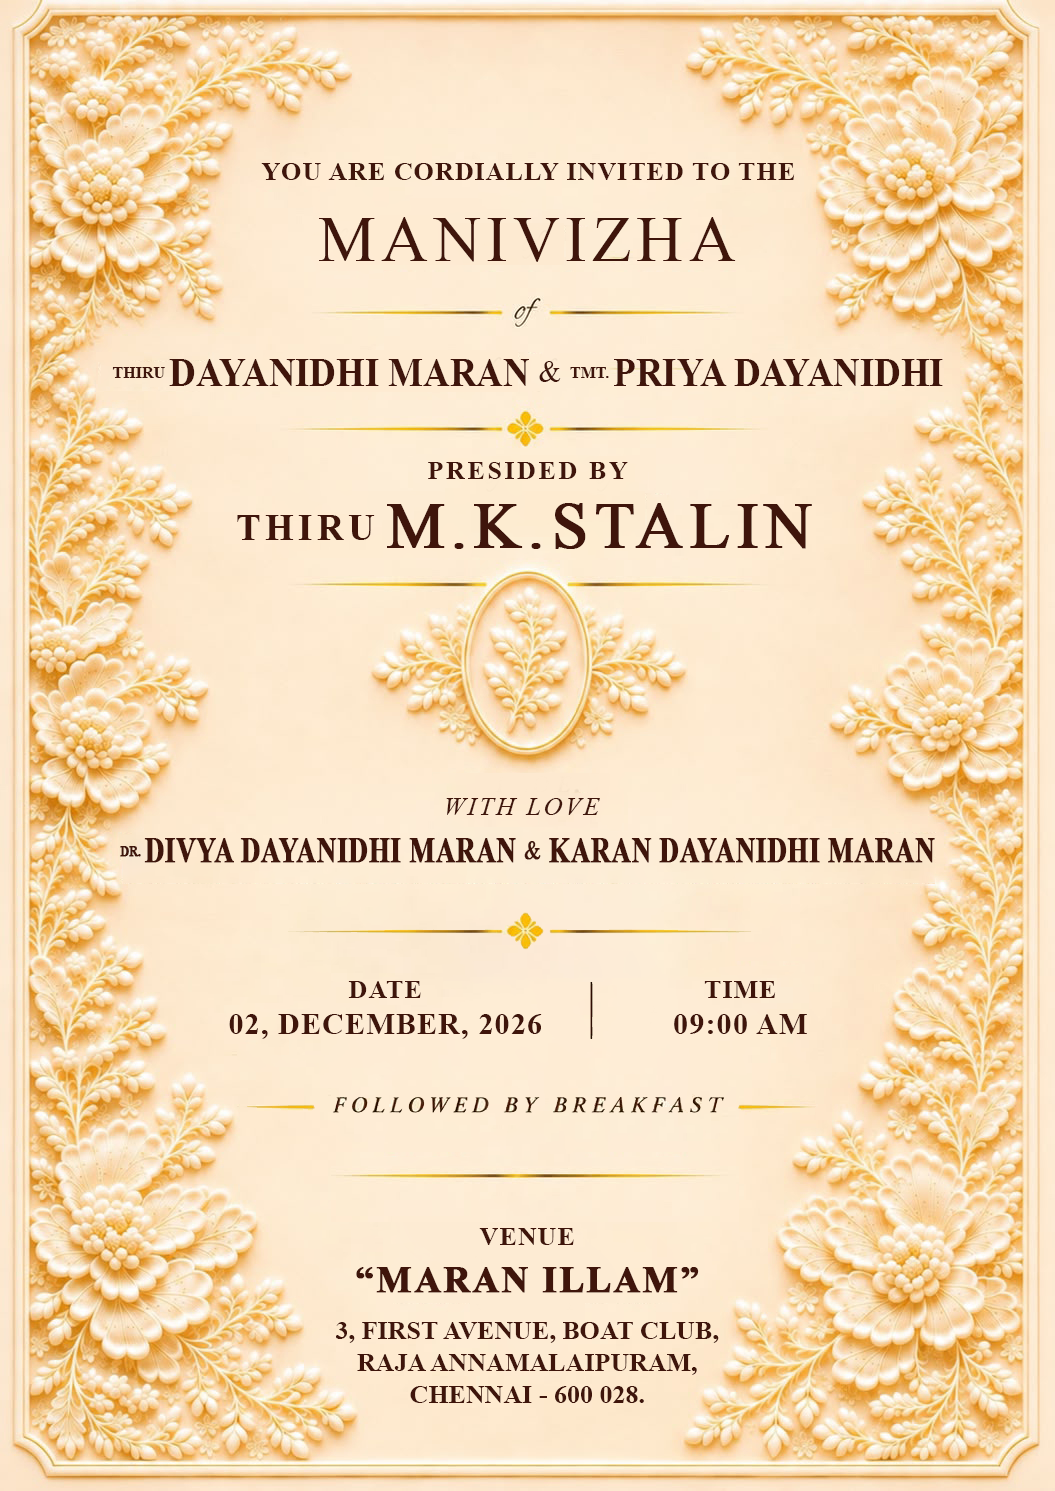 YOU ARE CORDIALLY INVITED TO THE
MANIVIZHA
of
THIRU DAYANIDHI MARAN & TMT. PRIYA DAYANIDHI
PRESIDED BY
THIRU M.K.STALIN
WITH LOVE
DR. DIVYA DAYANIDHI MARAN & KARAN DAYANIDHI MARAN
DATE
02, DECEMBER, 2026
TIME
09:00 AM
FOLLOWED BY BREAKFAST
VENUE
“MARAN ILLAM”
3, FIRST AVENUE, BOAT CLUB,
RAJA ANNAMALAIPURAM,
CHENNAI - 600 028.